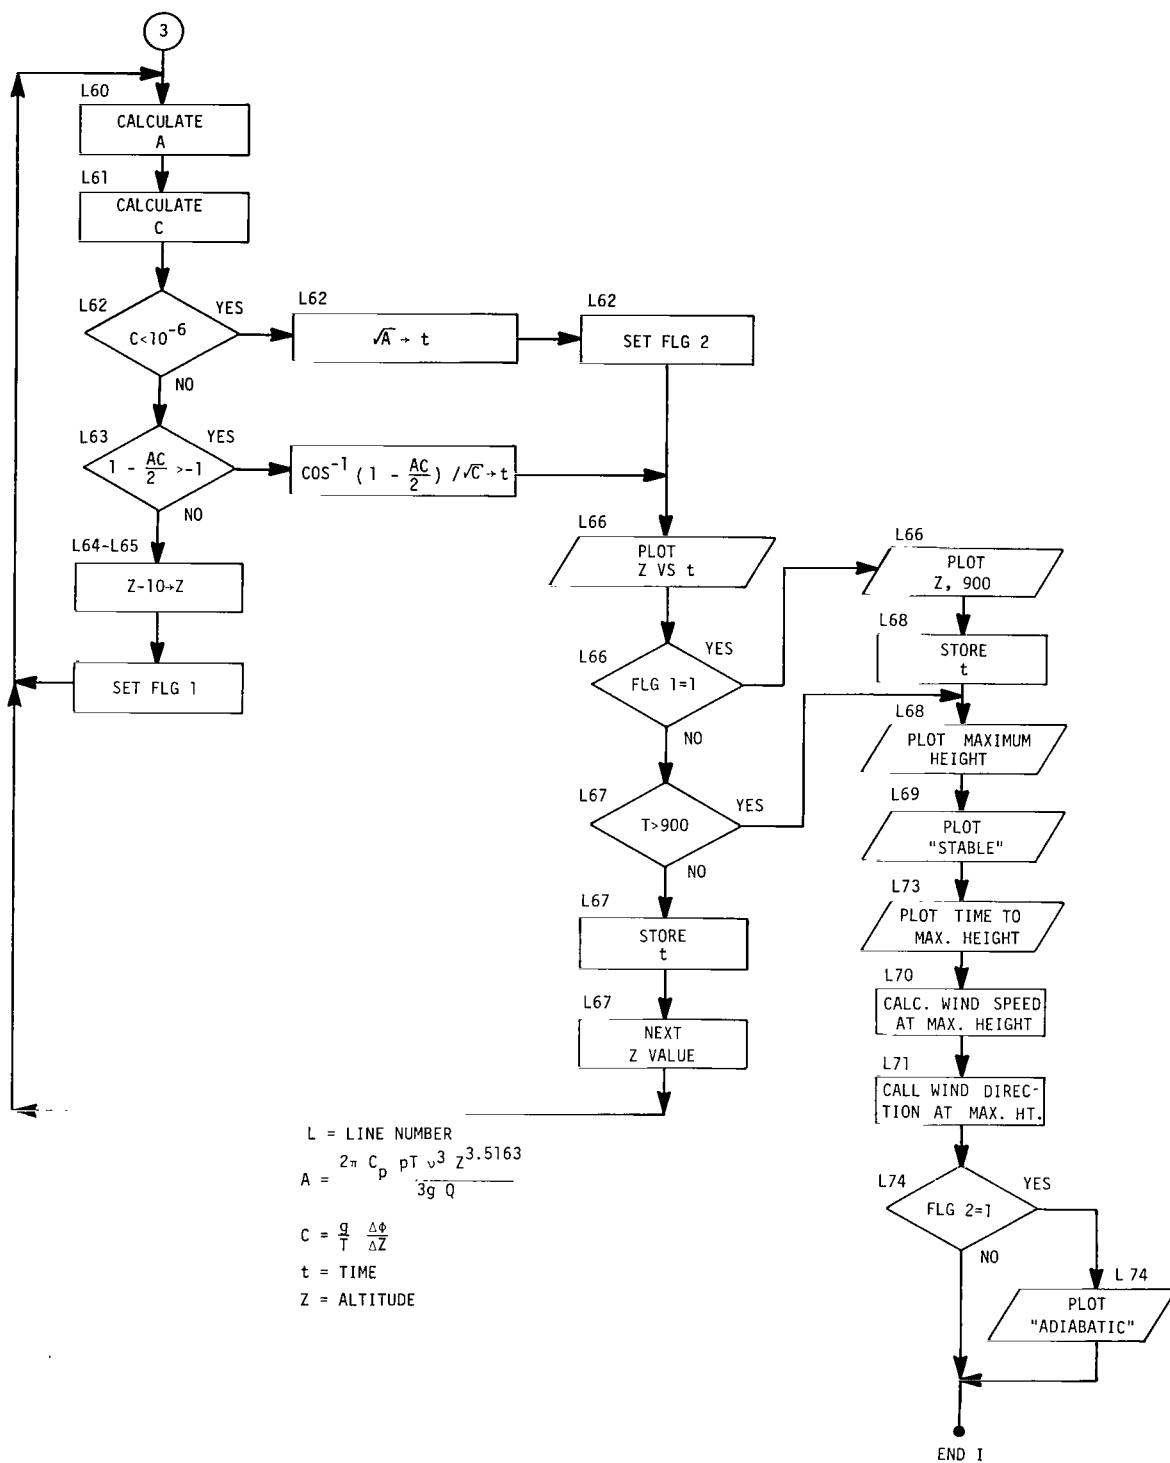 3
L60
CALCULATE
A
L61
CALCULATE
C
L62
C<10⁻⁶
YES
NO
L62
√A → t
L62
SET FLG 2
L63
1 - AC/2 >-1
YES
NO
COS⁻¹ (1 - AC/2) /√C→t
L64~L65
Z-10→Z
SET FLG 1
L66
PLOT
Z VS t
L66
FLG 1=1
YES
NO
L67
T>900
YES
NO
L67
STORE
t
L67
NEXT
Z VALUE
L66
PLOT
Z, 900
L68
STORE
t
L68
PLOT MAXIMUM
HEIGHT
L69
PLOT
"STABLE"
L73
PLOT TIME TO
MAX. HEIGHT
L70
CALC. WIND SPEED
AT MAX. HEIGHT
L71
CALL WIND DIREC-
TION AT MAX. HT.
L74
FLG 2=1
YES
NO
L 74
PLOT
"ADIABATIC"
END I
L = LINE NUMBER
A = 2π C_p pT υ³ Z^3.5163 / 3g Q
C = g/T Δϕ/ΔZ
t = TIME
Z = ALTITUDE